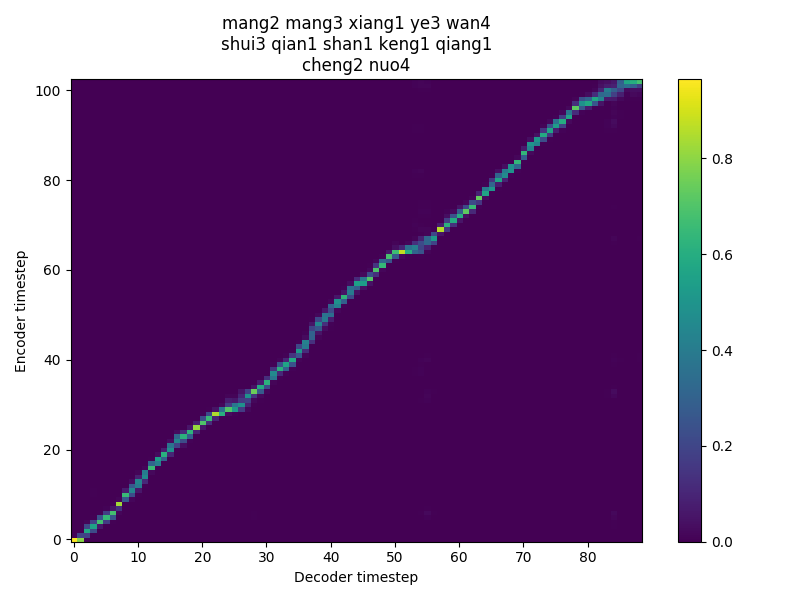 mang2 mang3 xiang1 ye3 wan4
shui3 qian1 shan1 keng1 qiang1
cheng2 nuo4
100
80
60
40
20
0
Encoder timestep
0 10 20 30 40 50 60 70 80
Decoder timestep
0.8
0.6
0.4
0.2
0.0